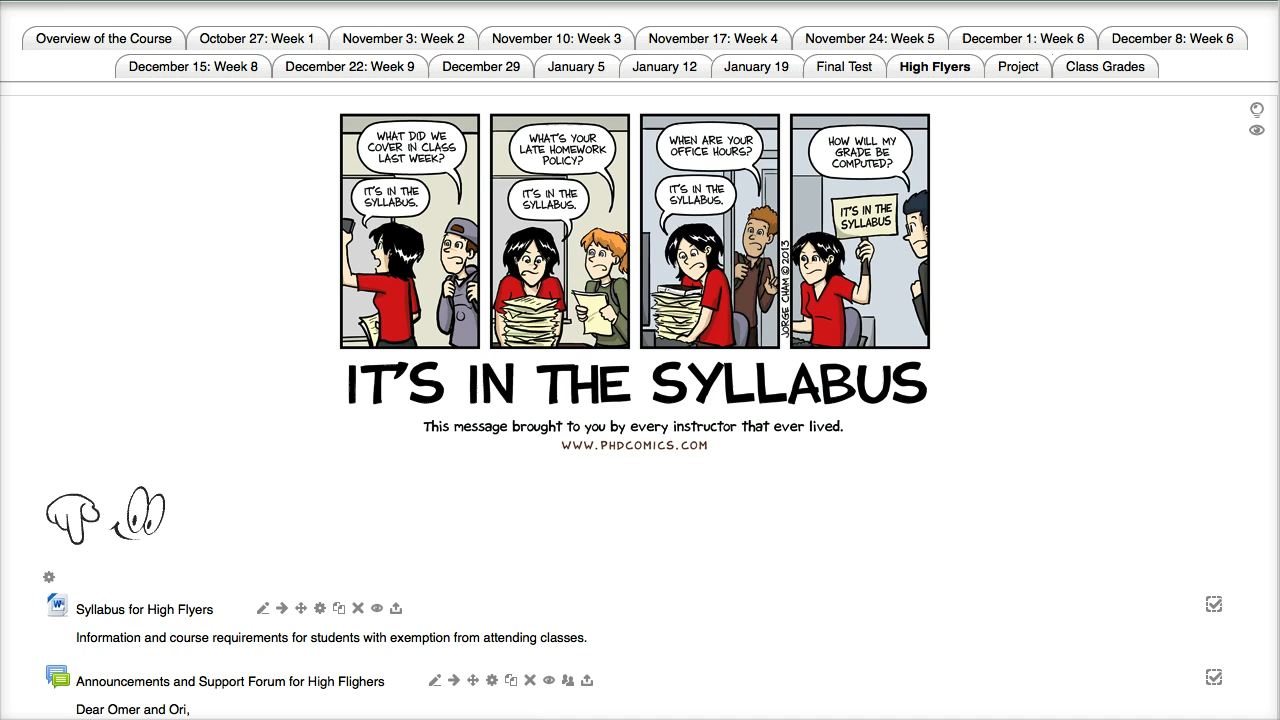 Overview of the Course
October 27: Week 1
November 3: Week 2
November 10: Week 3
November 17: Week 4
November 24: Week 5
December 1: Week 6
December 8: Week 6
December 15: Week 8
December 22: Week 9
December 29
January 5
January 12
January 19
Final Test
High Flyers
Project
Class Grades
WHAT DID WE
COVER IN CLASS
LAST WEEK?
IT'S IN THE
SYLLABUS.
WHAT'S YOUR
LATE HOMEWORK
POLICY?
IT'S IN THE
SYLLABUS.
WHEN ARE YOUR
OFFICE HOURS?
IT'S IN THE
SYLLABUS.
HOW WILL MY
GRADE BE
COMPUTED?
IT'S IN THE
SYLLABUS
JORGE CHAM © 2013
IT'S IN THE SYLLABUS
This message brought to you by every instructor that ever lived.
WWW.PHDCOMICS.COM
Syllabus for High Flyers
Information and course requirements for students with exemption from attending classes.
Announcements and Support Forum for High Flighers
Dear Omer and Ori,